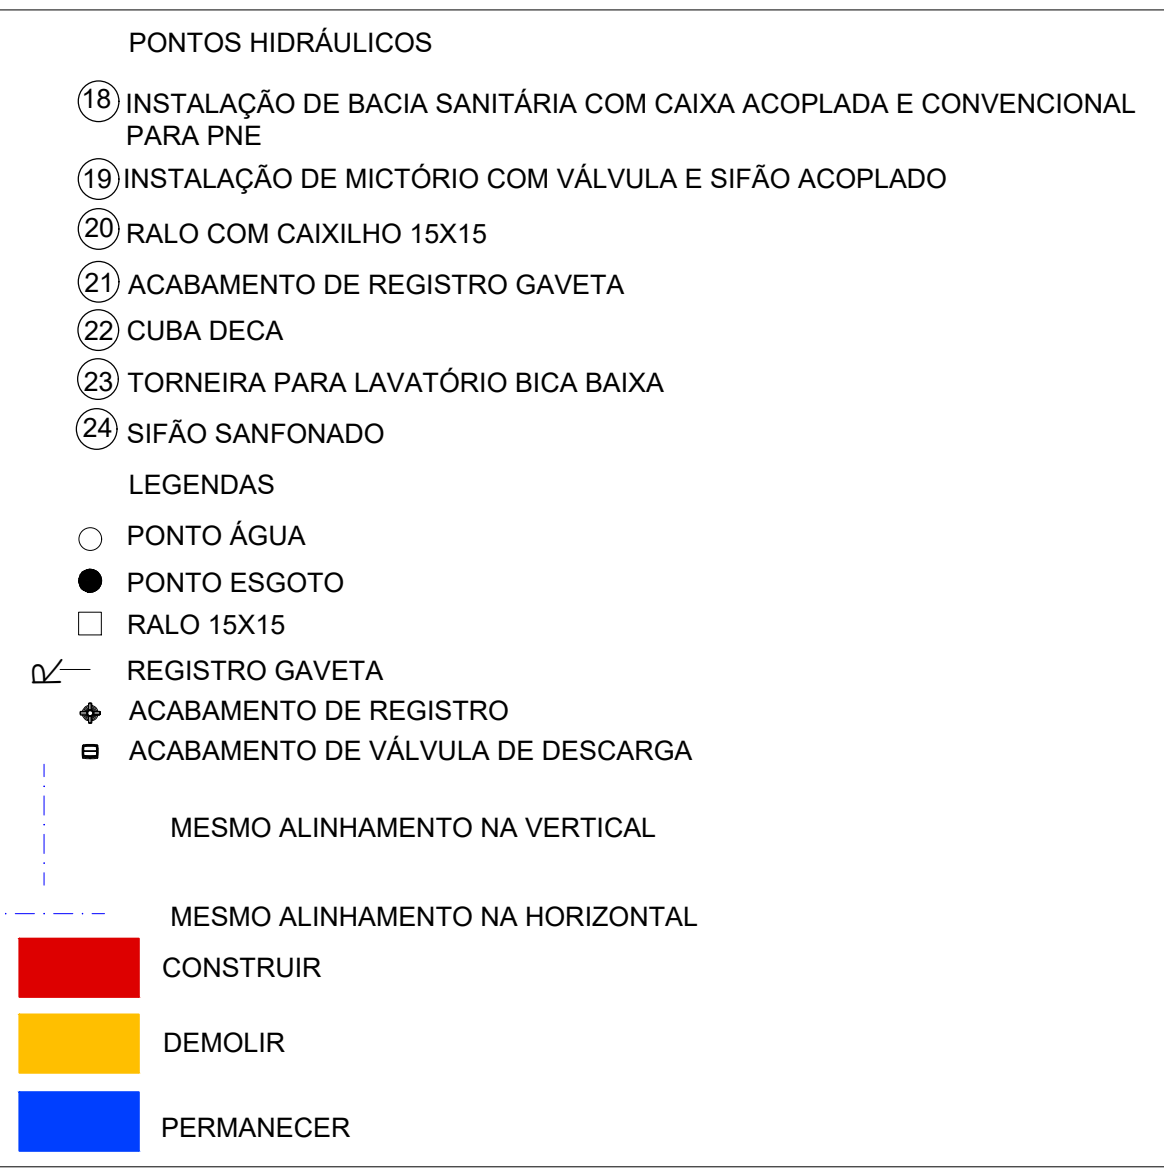 PONTOS HIDRÁULICOS
18 INSTALAÇÃO DE BACIA SANITÁRIA COM CAIXA ACOPLADA E CONVENCIONAL
PARA PNE
19 INSTALAÇÃO DE MICTÓRIO COM VÁLVULA E SIFÃO ACOPLADO
20 RALO COM CAIXILHO 15X15
21 ACABAMENTO DE REGISTRO GAVETA
22 CUBA DECA
23 TORNEIRA PARA LAVATÓRIO BICA BAIXA
24 SIFÃO SANFONADO
LEGENDAS
PONTO ÁGUA
PONTO ESGOTO
RALO 15X15
R REGISTRO GAVETA
ACABAMENTO DE REGISTRO
ACABAMENTO DE VÁLVULA DE DESCARGA
MESMO ALINHAMENTO NA VERTICAL
MESMO ALINHAMENTO NA HORIZONTAL
CONSTRUIR
DEMOLIR
PERMANECER